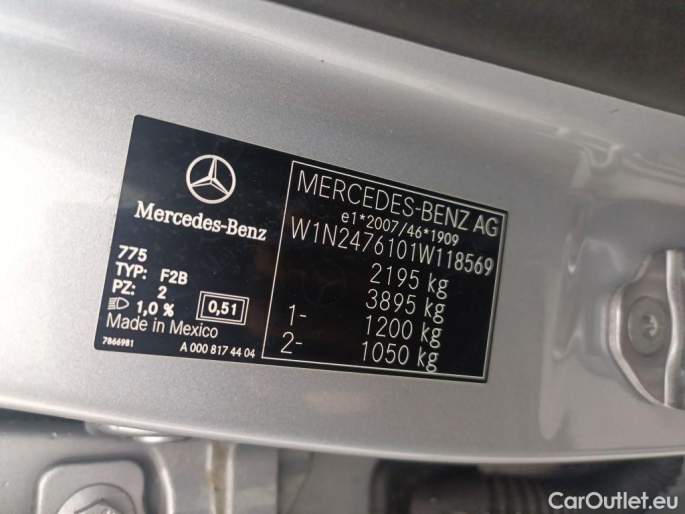 Mercedes-Benz
775
TYP: F2B
PZ: 2
1,0 % 0,51
Made in Mexico
7866981 A 000 817 44 04
MERCEDES-BENZ AG
e1*2007/46*1909
W1N2476101W118569
2195 kg
3895 kg
1- 1200 kg
2- 1050 kg
CarOutlet.eu